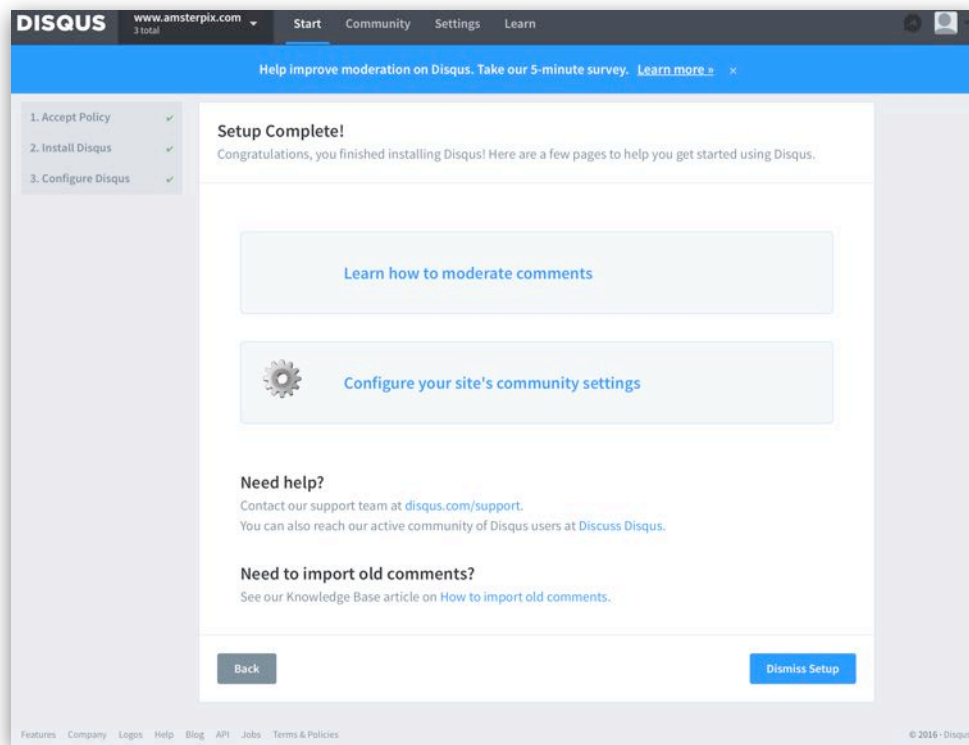 DISQUS
www.amsterpix.com
3 total
Start Community Settings Learn
Help improve moderation on Disqus. Take our 5-minute survey. Learn more » ×
1. Accept Policy ✓
2. Install Disqus ✓
3. Configure Disqus ✓
Setup Complete!
Congratulations, you finished installing Disqus! Here are a few pages to help you get started using Disqus.
Learn how to moderate comments
Configure your site's community settings
Need help?
Contact our support team at disqus.com/support.
You can also reach our active community of Disqus users at Discuss Disqus.
Need to import old comments?
See our Knowledge Base article on How to import old comments.
Back
Dismiss Setup
Features Company Logos Help Blog API Jobs Terms & Policies
© 2016 - Disqus